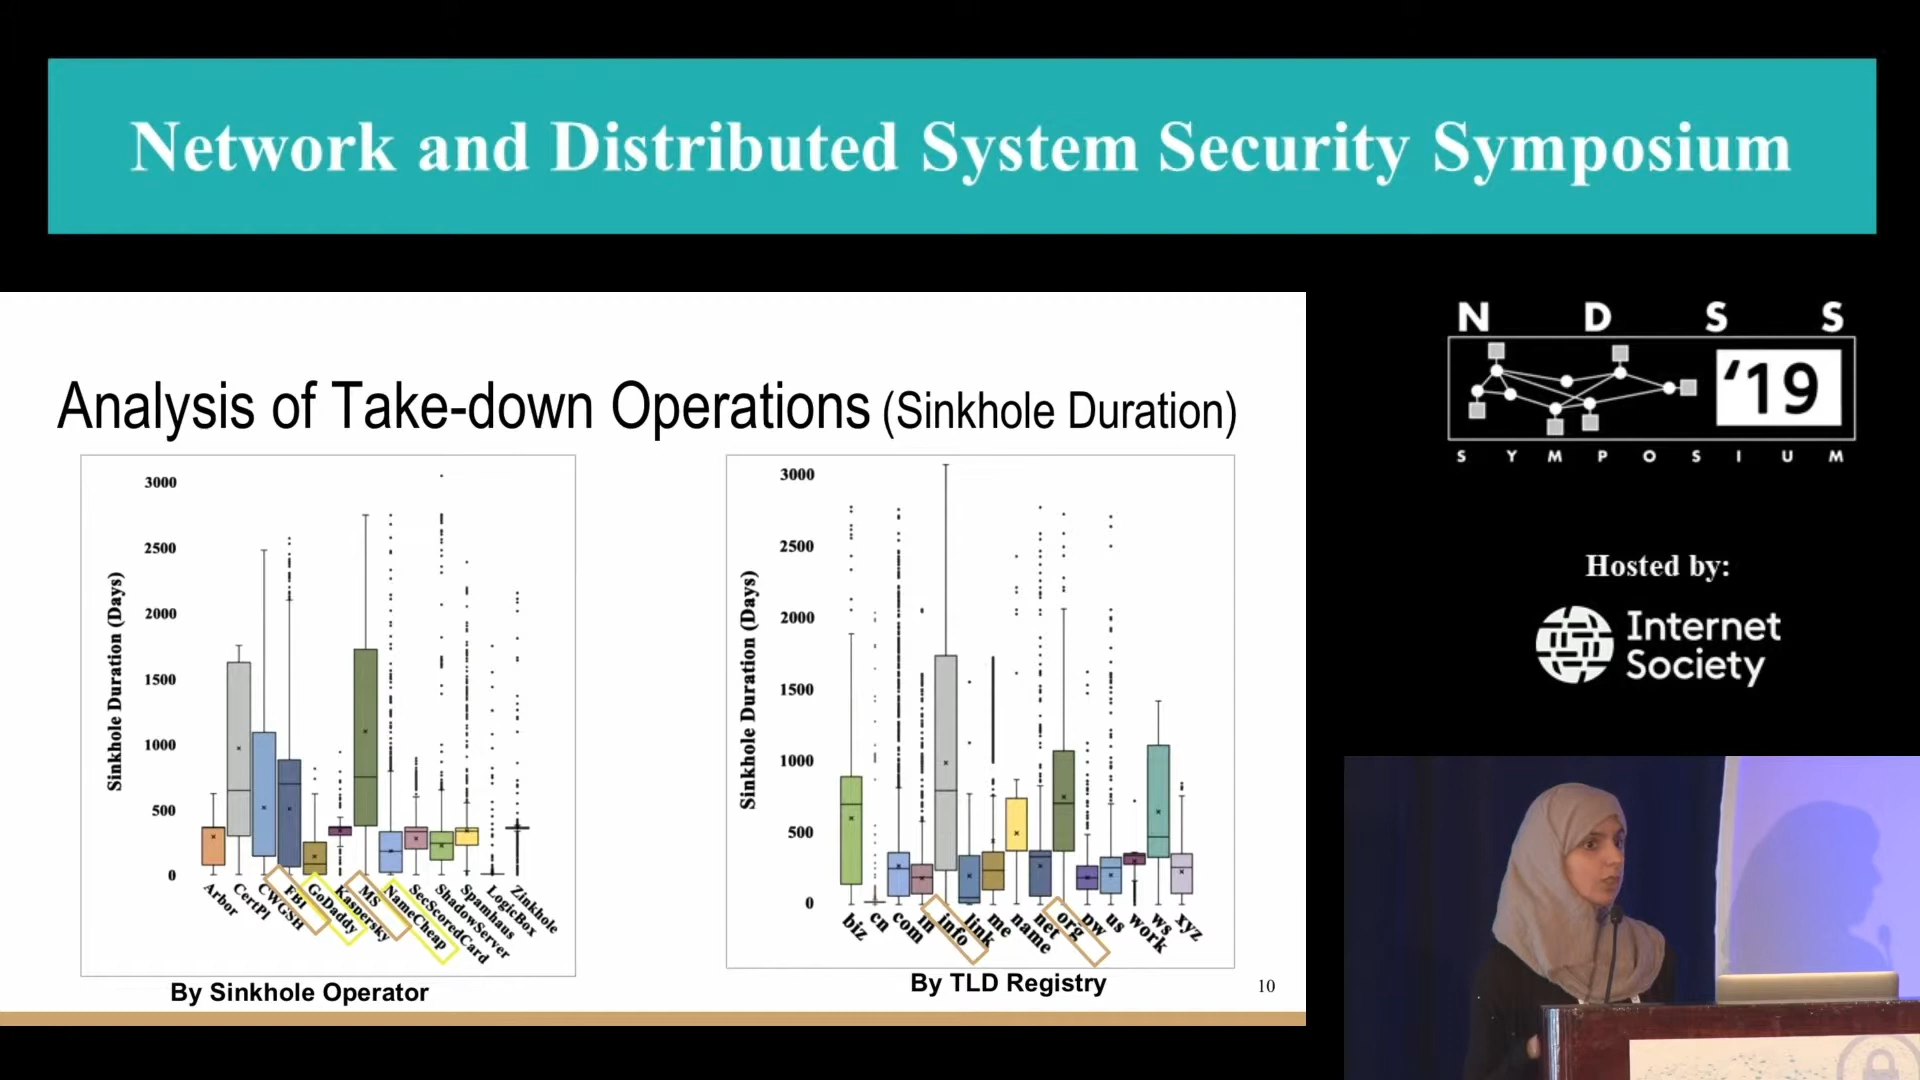 Network and Distributed System Security Symposium
N D S S
'19
S Y M P O S I U M
Hosted by:
Internet
Society
Analysis of Take-down Operations (Sinkhole Duration)
Sinkhole Duration (Days)
3000
2500
2000
1500
1000
500
0
Arbor
CertPl
CWGSH
FBI
GoDaddy
Kaspersky
MS
NameCheap
SecScoredCard
ShadowServer
Spamhaus
LogicBox
Zinkhole
By Sinkhole Operator
Sinkhole Duration (Days)
3000
2500
2000
1500
1000
500
0
biz
cn
com
in
info
link
me
name
net
org
pw
us
work
ws
xyz
By TLD Registry
10